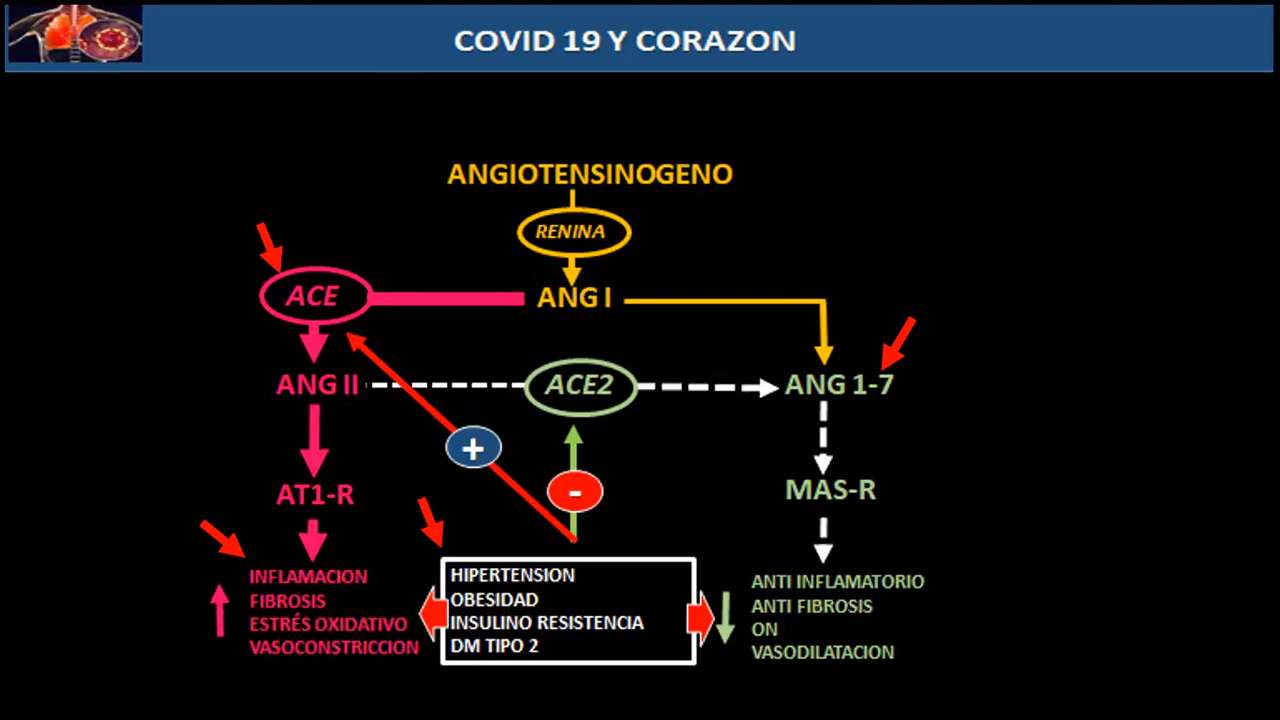 COVID 19 Y CORAZON
ANGIOTENSINOGENO
RENINA
ACE
ANG I
ANG II
ACE2
ANG 1-7
+
-
AT1-R
MAS-R
INFLAMACION
FIBROSIS
ESTRÉS OXIDATIVO
VASOCONSTRICCION
HIPERTENSION
OBESIDAD
INSULINO RESISTENCIA
DM TIPO 2
ANTI INFLAMATORIO
ANTI FIBROSIS
ON
VASODILATACION